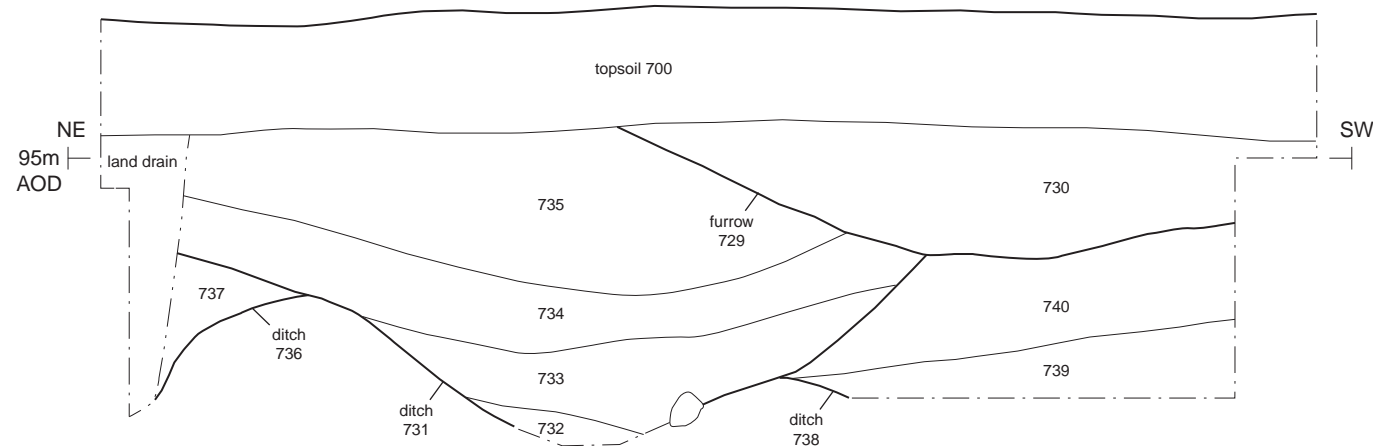 topsoil 700
NE
SW
95m
AOD
land drain
735
furrow
729
730
737
734
740
ditch
736
733
739
ditch
731
732
ditch
738